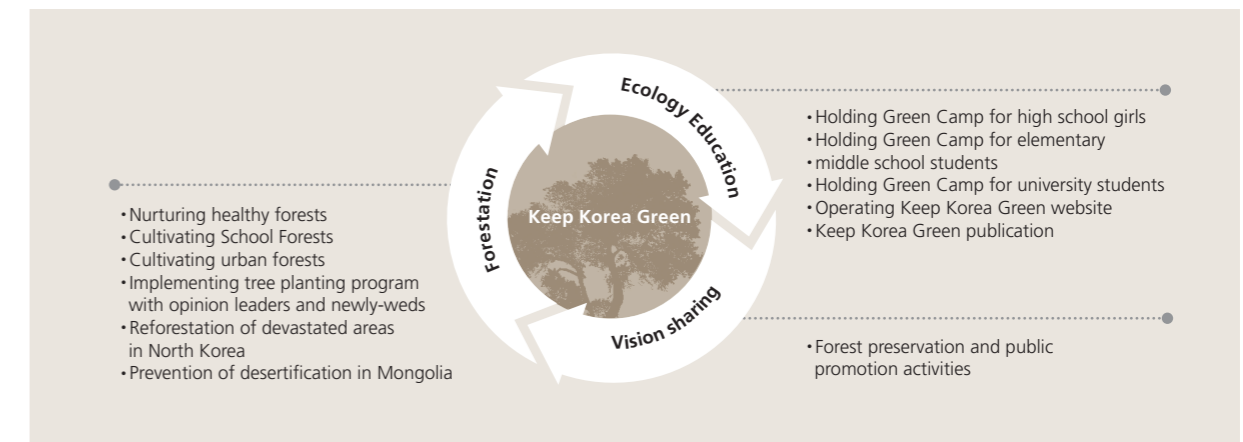 Ecology Education
Forestation
Keep Korea Green
Vision sharing
•Nurturing healthy forests
•Cultivating School Forests
•Cultivating urban forests
•Implementing tree planting program
with opinion leaders and newly-weds
•Reforestation of devastated areas
in North Korea
•Prevention of desertification in Mongolia
•Holding Green Camp for high school girls
•Holding Green Camp for elementary
•middle school students
•Holding Green Camp for university students
•Operating Keep Korea Green website
•Keep Korea Green publication
•Forest preservation and public
promotion activities